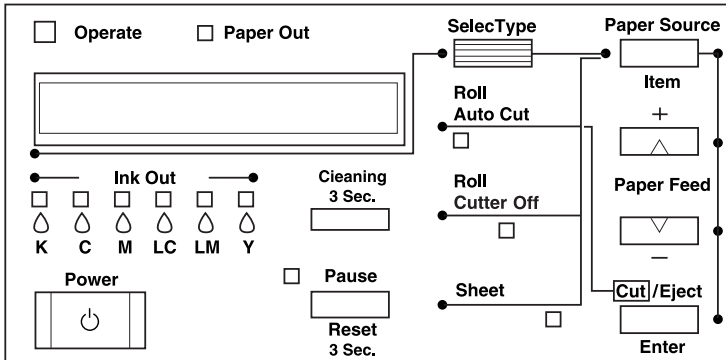 Operate
Paper Out
SelecType
Paper Source
Item
Roll
Auto Cut
+
Ink Out
K C M LC LM Y
Cleaning
3 Sec.
Roll
Cutter Off
Paper Feed
−
Power
Pause
Reset
3 Sec.
Sheet
Cut/Eject
Enter